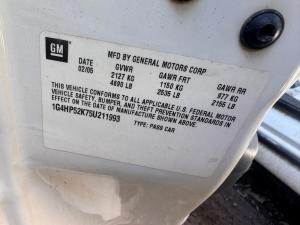 GM
MFD BY GENERAL MOTORS CORP
DATE GVWR GAWR FRT GAWR RR
02/05 2127 KG 1150 KG 977 KG
4690 LB 2535 LB 2155 LB
THIS VEHICLE CONFORMS TO ALL APPLICABLE U.S. FEDERAL MOTOR
VEHICLE SAFETY, BUMPER, AND THEFT PREVENTION STANDARDS
IN EFFECT ON THE DATE OF MANUFACTURE SHOWN ABOVE.
1G4HP52K75U211993
TYPE: PASS CAR